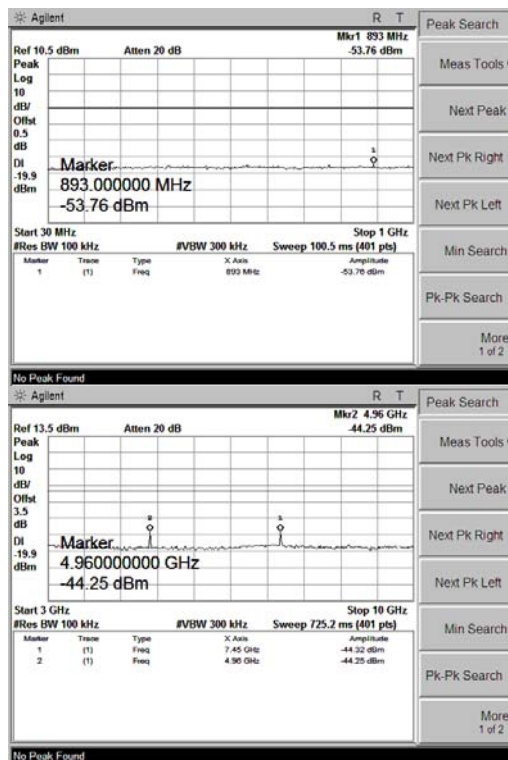 Agilent R T
Peak Search
Mkr1 893 MHz
Ref 10.5 dBm Atten 20 dB -53.76 dBm
Peak
Log
10
dB/
Offst
0.5
dB
DI
-19.9
dBm
1
Marker
893.000000 MHz
-53.76 dBm
Start 30 MHz Stop 1 GHz
#Res BW 100 kHz #VBW 300 kHz Sweep 100.5 ms (401 pts)
Marker Trace Type X Axis Amplitude
1 (1) Freq 893 MHz -53.76 dBm
Meas Tools
Next Peak
Next Pk Right
Next Pk Left
Min Search
Pk-Pk Search
More
1 of 2
No Peak Found
Agilent R T
Peak Search
Mkr2 4.96 GHz
Ref 13.5 dBm Atten 20 dB -44.25 dBm
Peak
Log
10
dB/
Offst
3.5
dB
DI
-19.9
dBm
2
1
Marker
4.960000000 GHz
-44.25 dBm
Start 3 GHz Stop 10 GHz
#Res BW 100 kHz #VBW 300 kHz Sweep 725.2 ms (401 pts)
Marker Trace Type X Axis Amplitude
1 (1) Freq 7.45 GHz -44.32 dBm
2 (1) Freq 4.96 GHz -44.25 dBm
Meas Tools
Next Peak
Next Pk Right
Next Pk Left
Min Search
Pk-Pk Search
More
1 of 2
No Peak Found